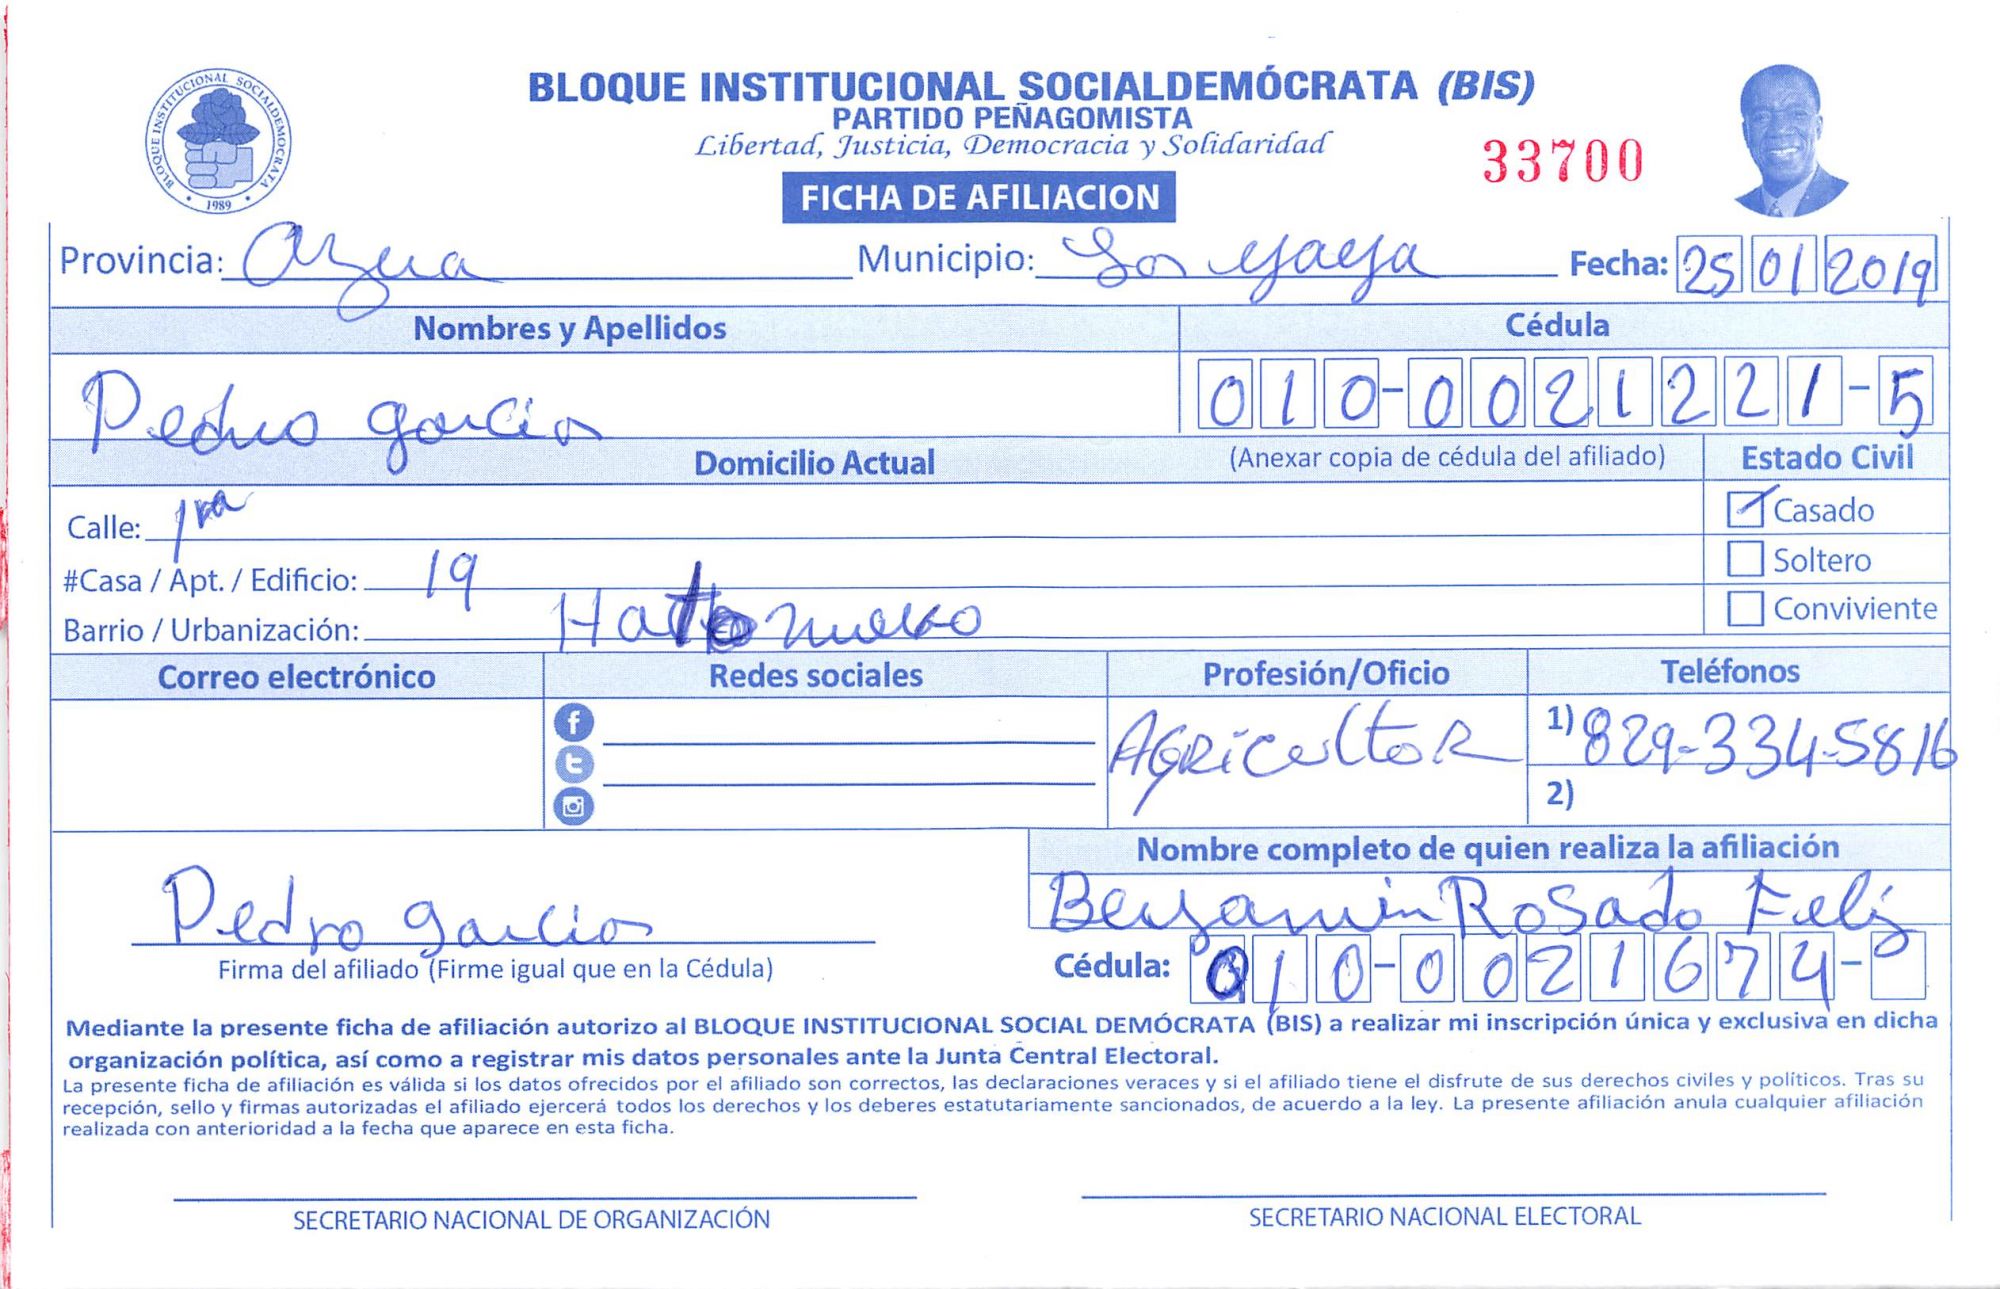 BLOQUE INSTITUCIONAL SOCIALDEMOCRATA
1989
BLOQUE INSTITUCIONAL SOCIALDEMÓCRATA (BIS)
PARTIDO PEÑAGOMISTA
Libertad, Justicia, Democracia y Solidaridad
33700
FICHA DE AFILIACION
Provincia: Azua Municipio: Los yaya Fecha: 25 01 2019
Nombres y Apellidos Cédula
Pedro garcia 010-0021221-5
Domicilio Actual (Anexar copia de cédula del afiliado) Estado Civil
Calle: 1ra Casado
#Casa / Apt. / Edificio: 19 Soltero
Barrio / Urbanización: Hato nuevo Conviviente
Correo electrónico Redes sociales Profesión/Oficio Teléfonos
AgRicultoR 1) 829-334-5816
2)
Nombre completo de quien realiza la afiliación
Pedro garcia Benjamin Rosado Feliz
Firma del afiliado (Firme igual que en la Cédula) Cédula: 010-0021674-
Mediante la presente ficha de afiliación autorizo al BLOQUE INSTITUCIONAL SOCIAL DEMÓCRATA (BIS) a realizar mi inscripción única y exclusiva en dicha
organización política, así como a registrar mis datos personales ante la Junta Central Electoral.
La presente ficha de afiliación es válida si los datos ofrecidos por el afiliado son correctos, las declaraciones veraces y si el afiliado tiene el disfrute de sus derechos civiles y políticos. Tras su
recepción, sello y firmas autorizadas el afiliado ejercerá todos los derechos y los deberes estatutariamente sancionados, de acuerdo a la ley. La presente afiliación anula cualquier afiliación
realizada con anterioridad a la fecha que aparece en esta ficha.
SECRETARIO NACIONAL DE ORGANIZACIÓN SECRETARIO NACIONAL ELECTORAL